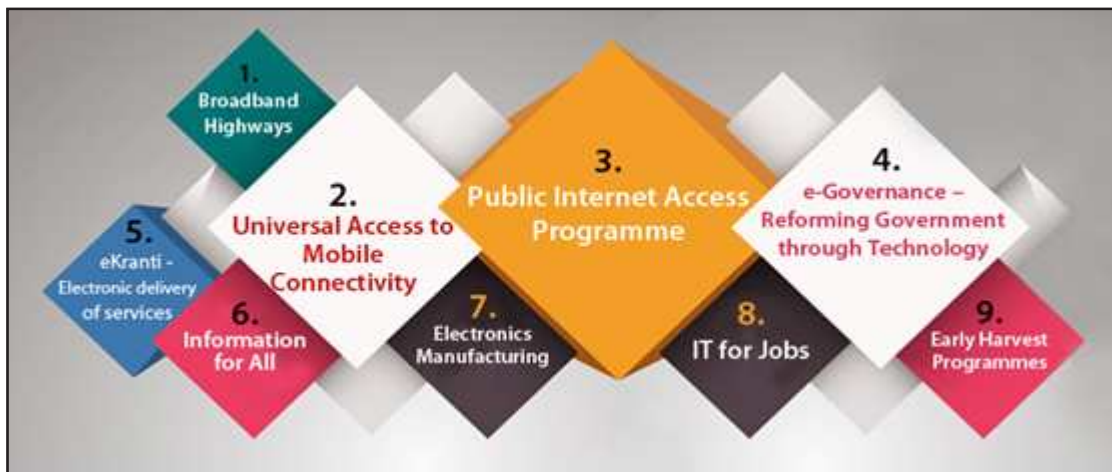 1.
Broadband
Highways
2.
Universal Access to
Mobile
Connectivity
3.
Public Internet Access
Programme
4.
e-Governance –
Reforming Government
through Technology
5.
eKranti -
Electronic delivery
of services
6.
Information
for All
7.
Electronics
Manufacturing
8.
IT for Jobs
9.
Early Harvest
Programmes